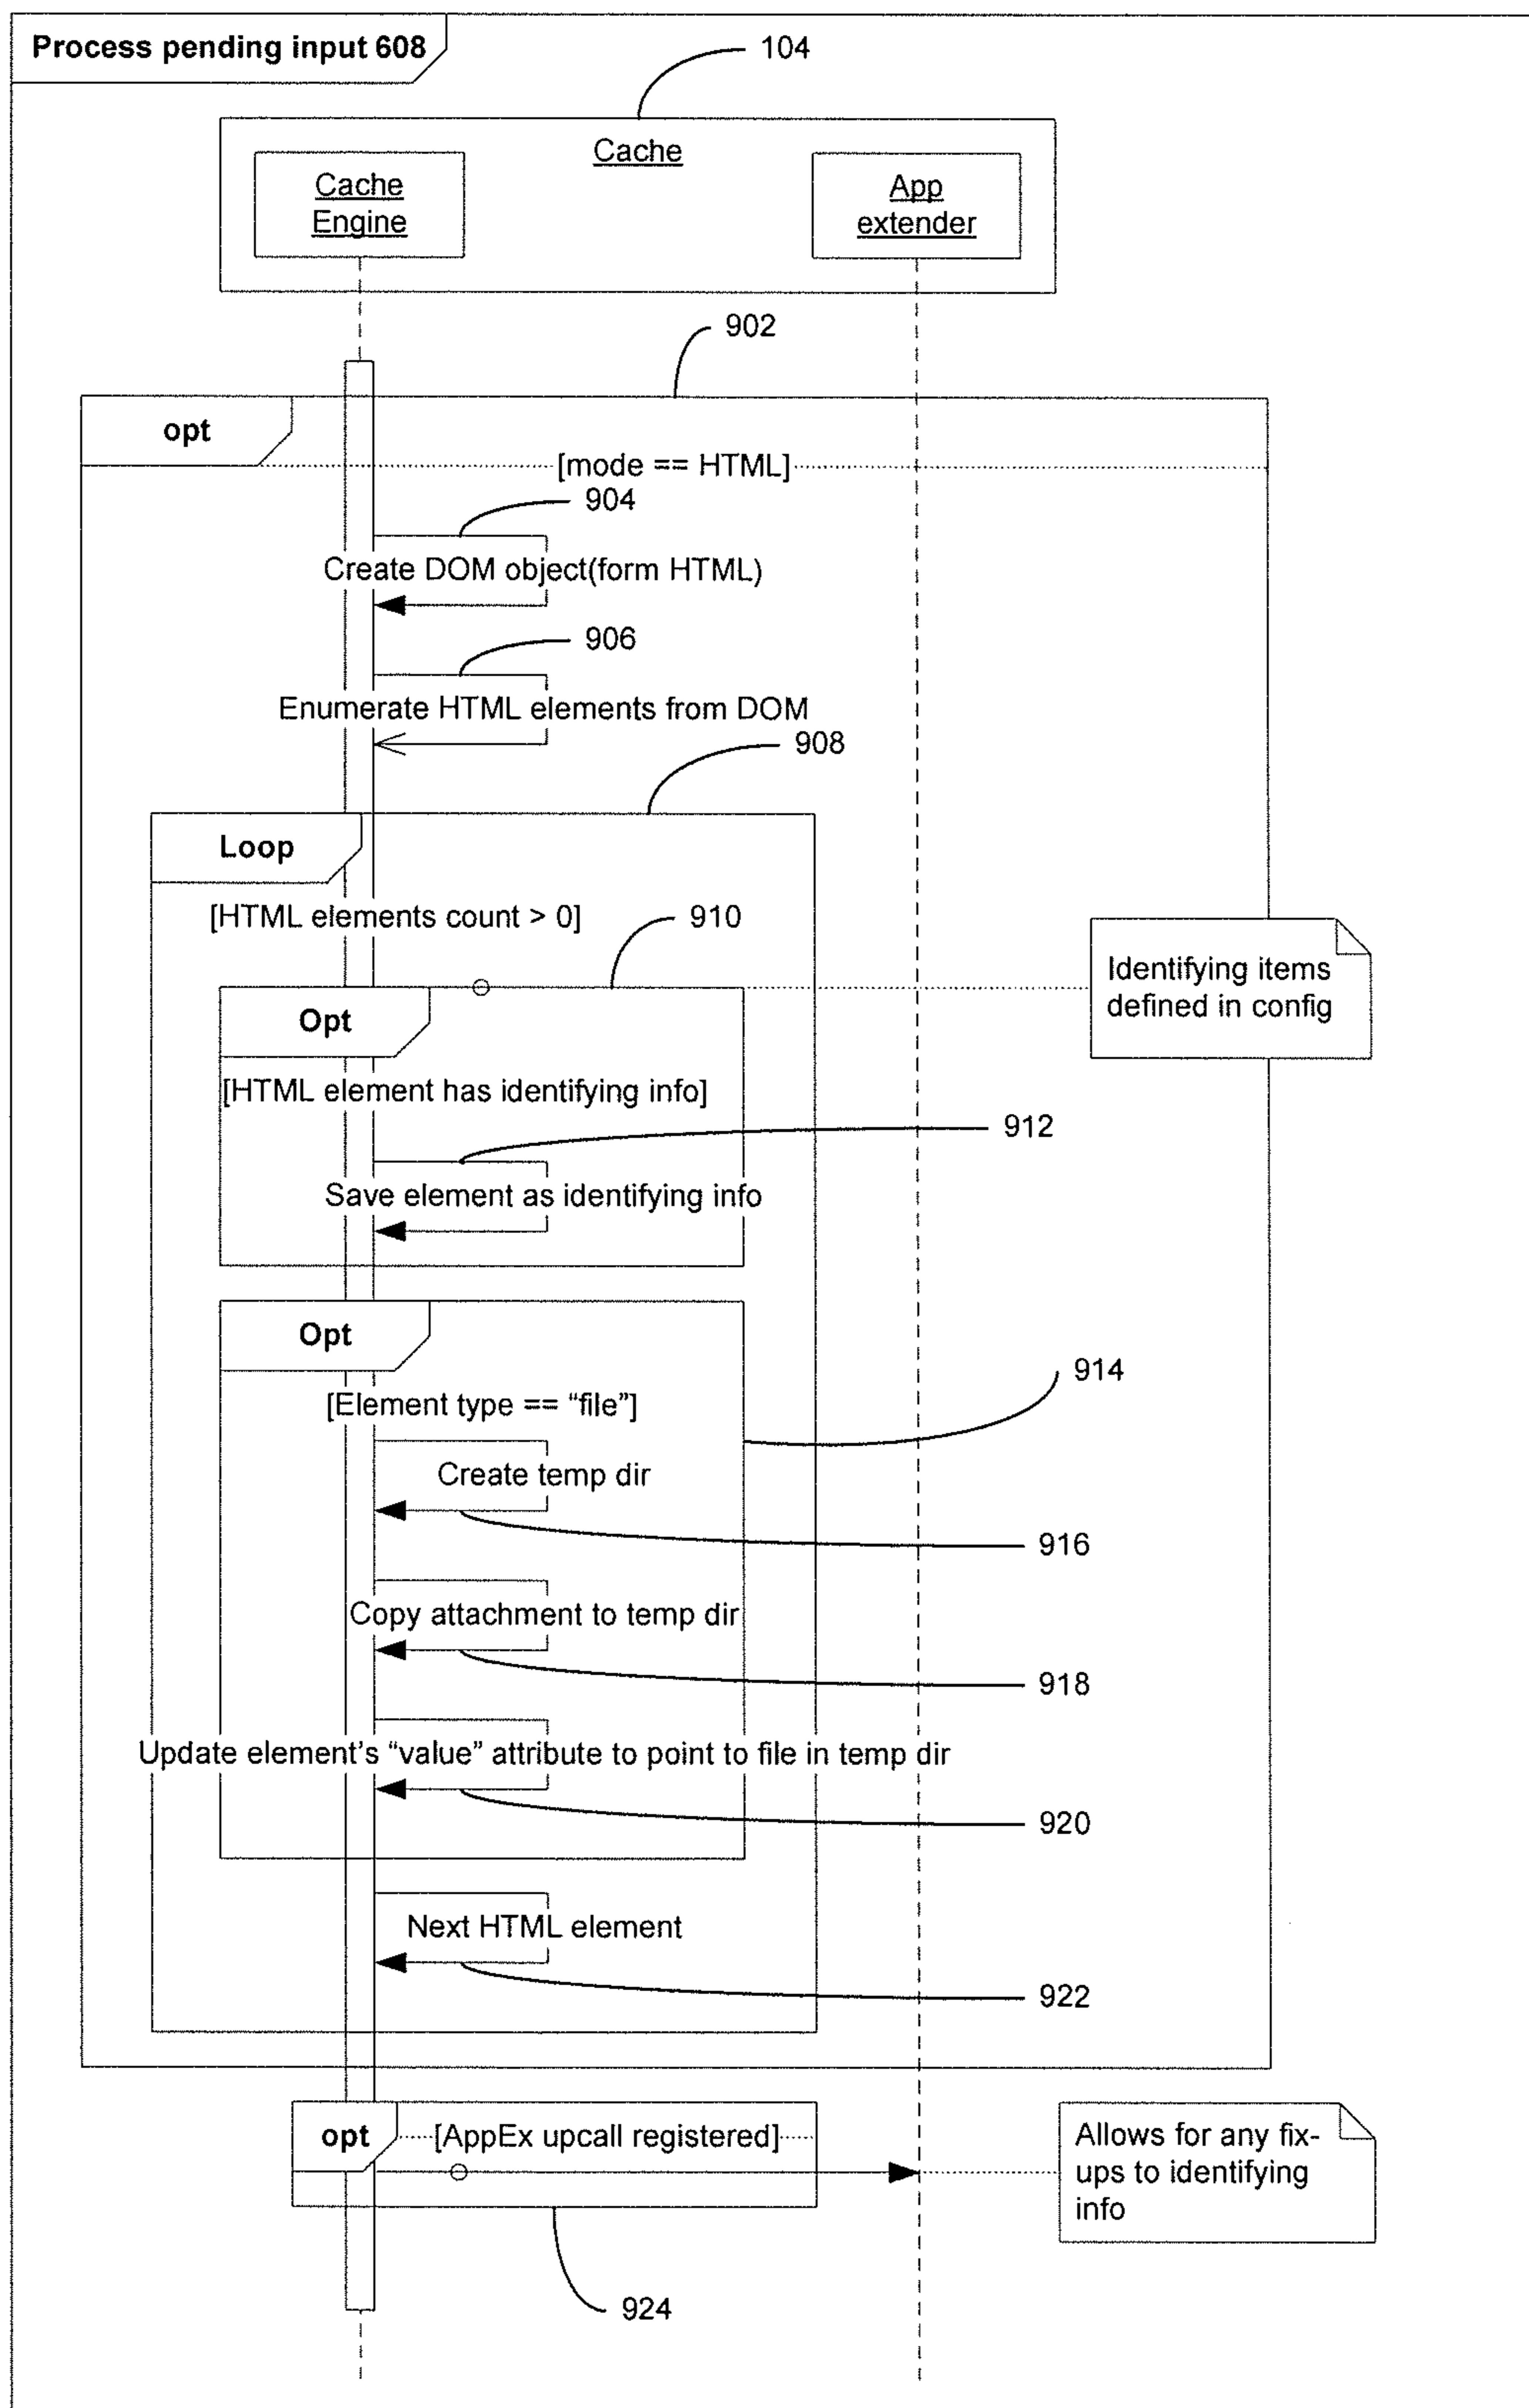 Process pending input 608
104
Cache
Cache
Engine
App
extender
902
opt
[mode == HTML]
904
Create DOM object(form HTML)
906
Enumerate HTML elements from DOM
908
Loop
[HTML elements count > 0]
910
Identifying items
defined in config
Opt
[HTML element has identifying info]
912
Save element as identifying info
Opt
914
[Element type == “file”]
Create temp dir
916
Copy attachment to temp dir
918
Update element’s “value” attribute to point to file in temp dir
920
Next HTML element
922
opt
[AppEx upcall registered]
Allows for any fix-
ups to identifying
info
924